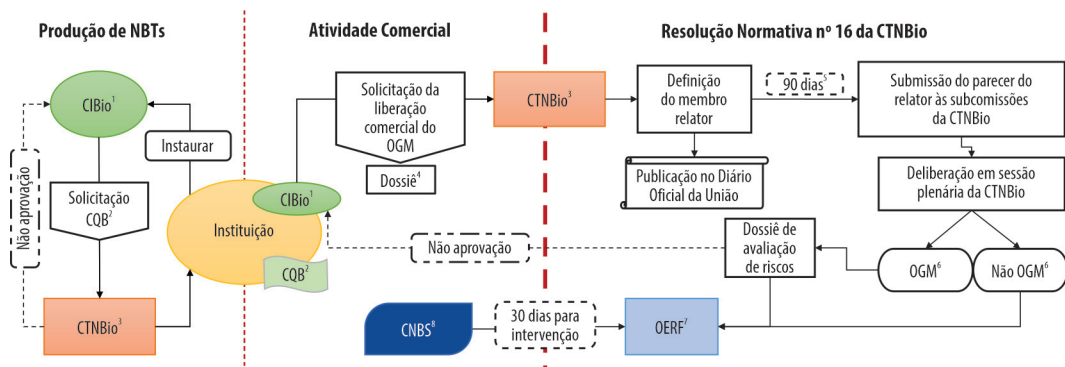 Produção de NBTs
CIBio¹
Instaurar
Não aprovação
Solicitação
CQB²
CTNBio³
Instituição
CIBio¹
CQB²
Atividade Comercial
Solicitação da
liberação
comercial do
OGM
Dossiê⁴
CTNBio³
Não aprovação
CNBS⁸
30 dias para
intervenção
Resolução Normativa nº 16 da CTNBio
Definição
do membro
relator
90 dias⁵
Submissão do parecer do
relator às subcomissões
da CTNBio
Publicação no Diário
Oficial da União
Deliberação em sessão
plenária da CTNBio
Dossiê de
avaliação
de riscos
OGM⁶
Não OGM⁶
OERF⁷